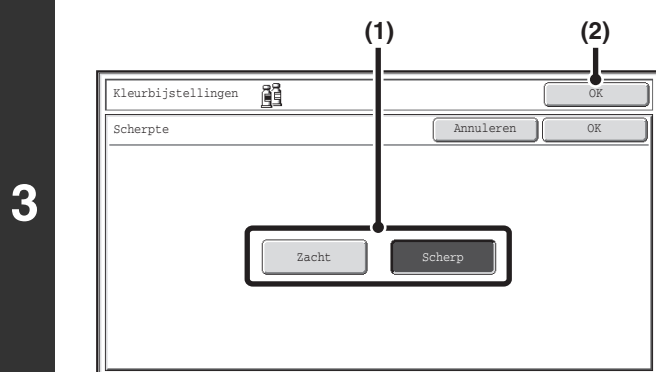 (1) (2)
Kleurbijstellingen OK
Scherpte Annuleren OK
3
Zacht Scherp